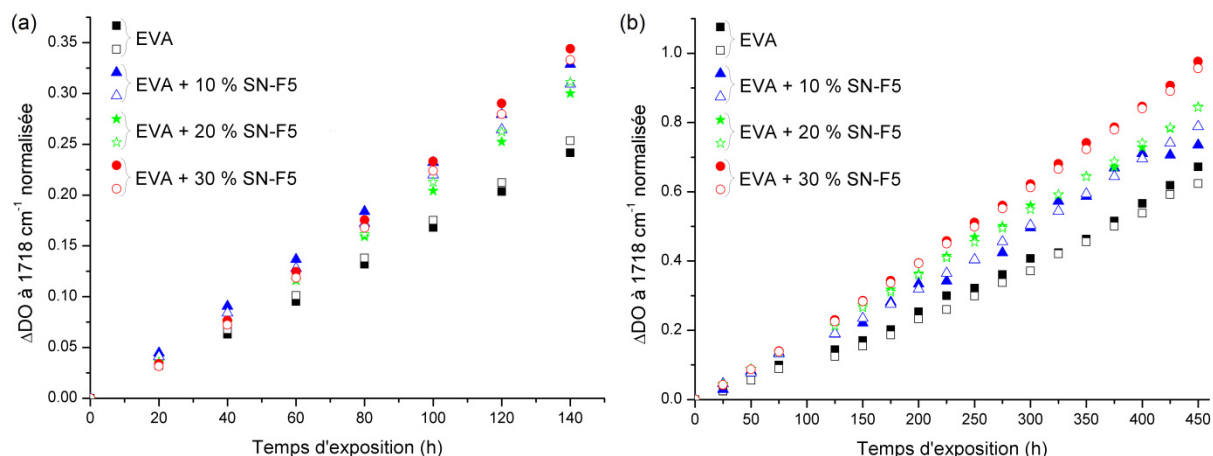 (a)
EVA
EVA + 10 % SN-F5
EVA + 20 % SN-F5
EVA + 30 % SN-F5
0.35
0.30
0.25
0.20
0.15
0.10
0.05
0.00
0
20
40
60
80
100
120
140
ΔDO à 1718 cm⁻¹ normalisée
Temps d'exposition (h)
(b)
EVA
EVA + 10 % SN-F5
EVA + 20 % SN-F5
EVA + 30 % SN-F5
1.0
0.8
0.6
0.4
0.2
0.0
0
50
100
150
200
250
300
350
400
450
ΔDO à 1718 cm⁻¹ normalisée
Temps d'exposition (h)